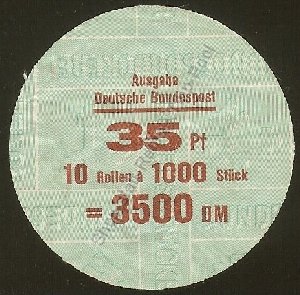 Ausgabe
Deutsche Bundespost
35 Pf
10 Rollen à 1000 Stück
= 3500 DM